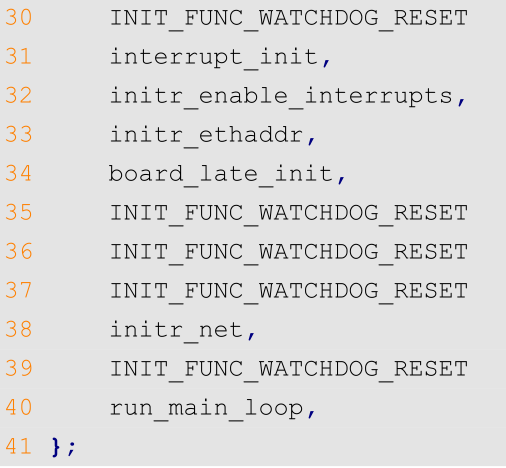 30 INIT_FUNC_WATCHDOG_RESET
31 interrupt_init,
32 initr_enable_interrupts,
33 initr_ethaddr,
34 board_late_init,
35 INIT_FUNC_WATCHDOG_RESET
36 INIT_FUNC_WATCHDOG_RESET
37 INIT_FUNC_WATCHDOG_RESET
38 initr_net,
39 INIT_FUNC_WATCHDOG_RESET
40 run_main_loop,
41 };